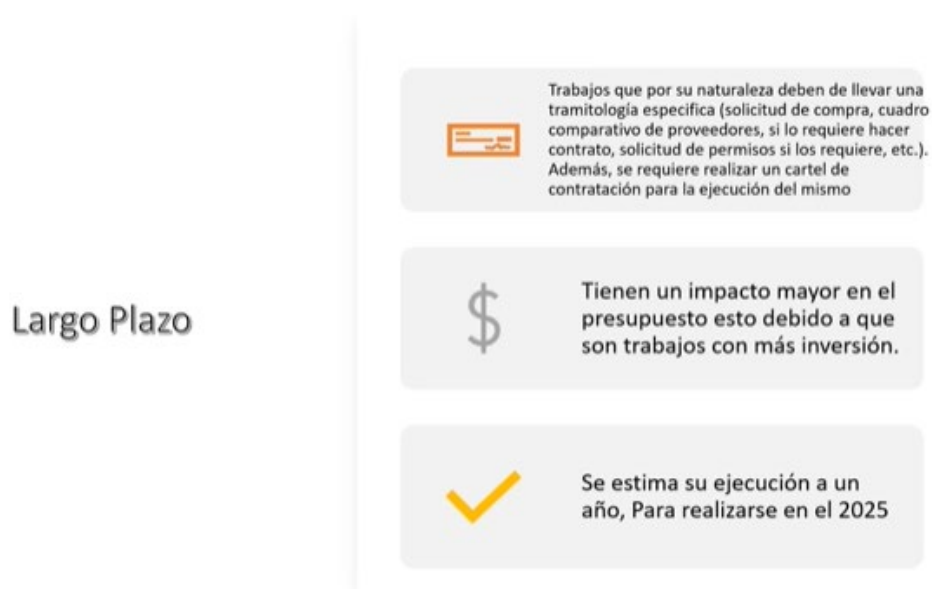 Largo Plazo
Trabajos que por su naturaleza deben de llevar una
tramitología especifica (solicitud de compra, cuadro
comparativo de proveedores, si lo requiere hacer
contrato, solicitud de permisos si los requiere, etc.).
Además, se requiere realizar un cartel de
contratación para la ejecución del mismo
$
Tienen un impacto mayor en el
presupuesto esto debido a que
son trabajos con más inversión.
Se estima su ejecución a un
año, Para realizarse en el 2025